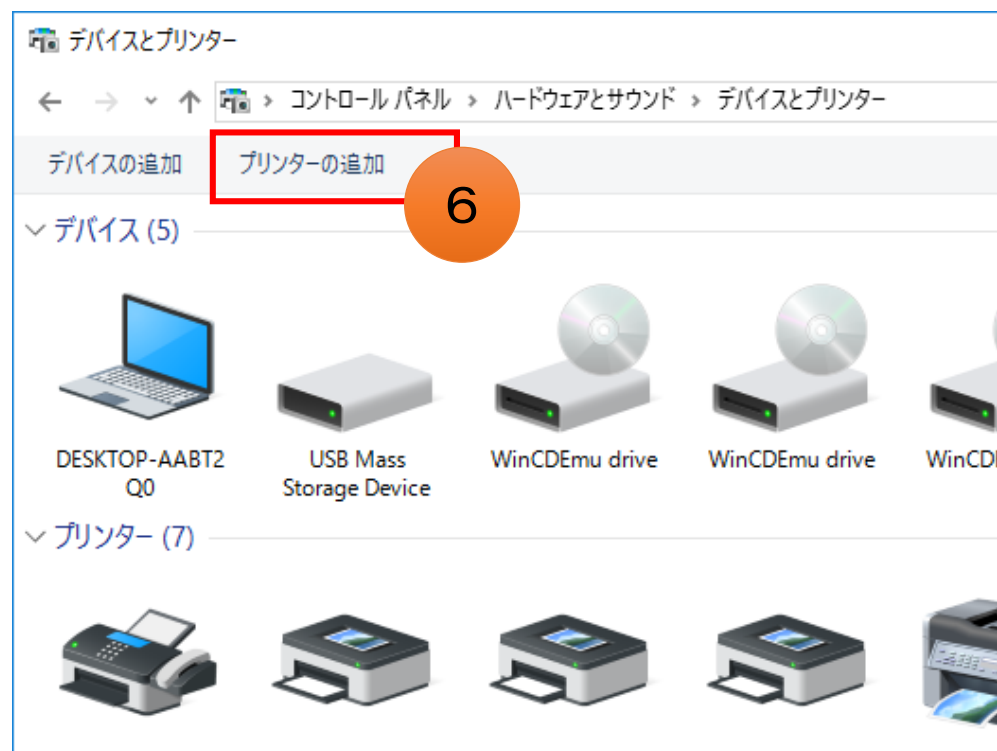 デバイスとプリンター
コントロール パネル › ハードウェアとサウンド › デバイスとプリンター
デバイスの追加 プリンターの追加
6
デバイス (5)
DESKTOP-AABT2
Q0
USB Mass
Storage Device
WinCDEmu drive
WinCDEmu drive
WinCDE
プリンター (7)